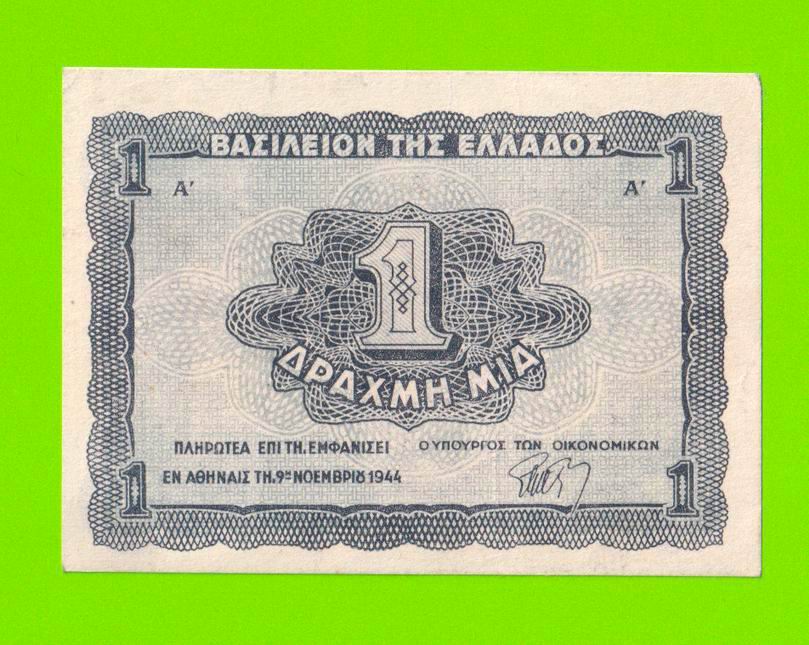 ΒΑΣΙΛΕΙΟΝ ΤΗΣ ΕΛΛΑΔΟΣ
1 1
Α′ Α′
1
ΔΡΑΧΜΗ ΜΙΑ
ΠΛΗΡΩΤΕΑ ΕΠΙ ΤΗ, ΕΜΦΑΝΙΣΕΙ
Ο ΥΠΟΥΡΓΟΣ ΤΩΝ ΟΙΚΟΝΟΜΙΚΩΝ
ΕΝ ΑΘΗΝΑΙΣ ΤΗ, 9ῃ ΝΟΕΜΒΡΙȢ 1944
1 1